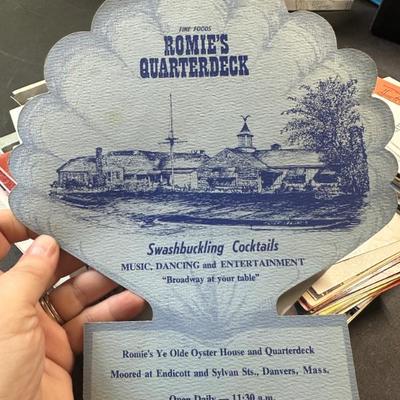 FINE FOODS
ROMIE'S
QUARTERDECK
Swashbuckling Cocktails
MUSIC, DANCING and ENTERTAINMENT
"Broadway at your table"
Romie's Ye Olde Oyster House and Quarterdeck
Moored at Endicott and Sylvan Sts., Danvers, Mass.
Open Daily — 11:30 a.m.